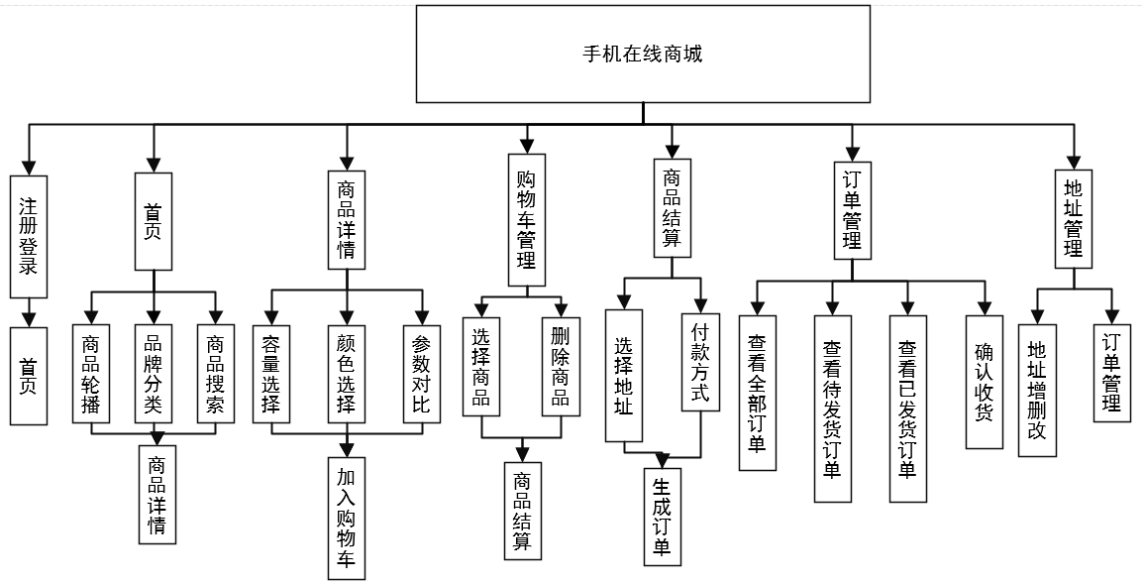 手机在线商城
注册登录
首页
商品详情
购物车管理
商品结算
订单管理
地址管理
首页
商品轮播
品牌分类
商品搜索
容量选择
颜色选择
参数对比
选择商品
删除商品
选择地址
付款方式
查看全部订单
查看待发货订单
查看已发货订单
确认收货
地址增删改
订单管理
商品详情
加入购物车
商品结算
生成订单